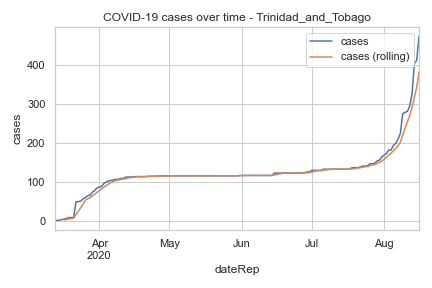 COVID-19 cases over time - Trinidad_and_Tobago
cases
cases (rolling)
cases
400
300
200
100
0
Apr May Jun Jul Aug
2020
dateRep